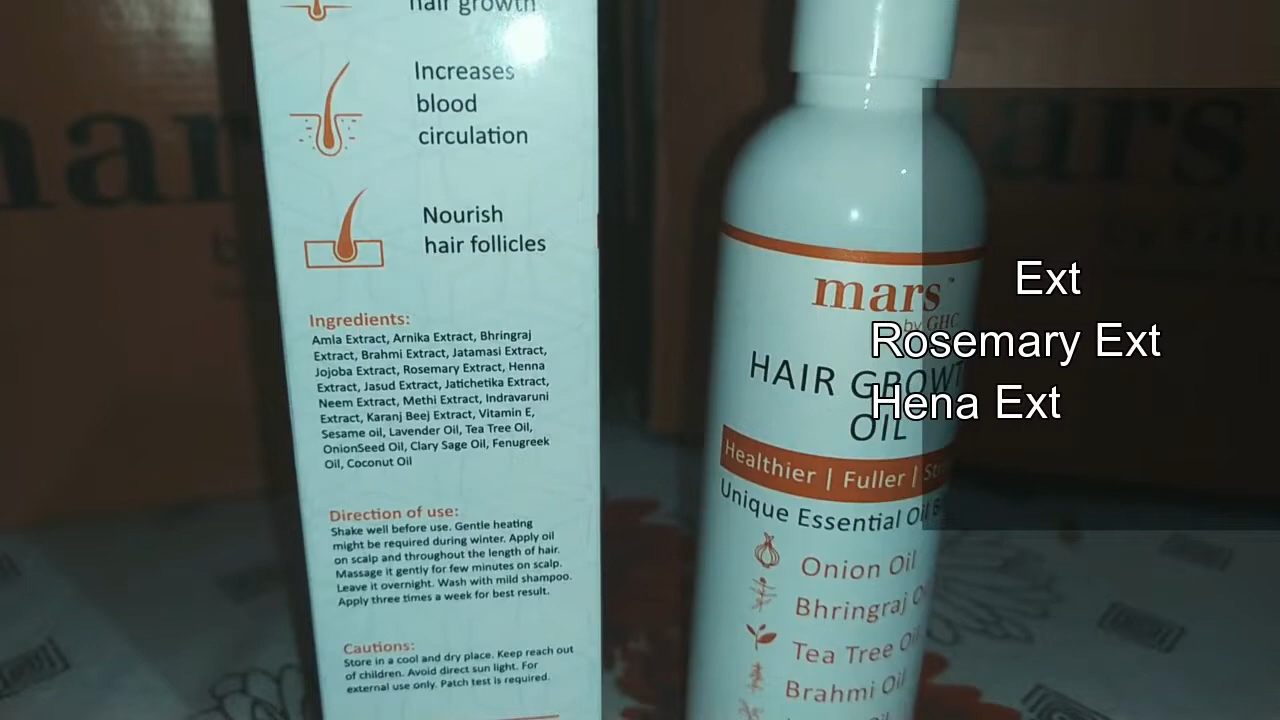 hair growth
Increases
blood
circulation
Nourish
hair follicles
Ingredients:
Amla Extract, Arnika Extract, Bhringraj
Extract, Brahmi Extract, Jatamasi Extract,
Jojoba Extract, Rosemary Extract, Henna
Extract, Jasud Extract, Jatichetika Extract,
Neem Extract, Methi Extract, Indravaruni
Extract, Karanj Beej Extract, Vitamin E,
Sesame oil, Lavender Oil, Tea Tree Oil,
OnionSeed Oil, Clary Sage Oil, Fenugreek
Oil, Coconut Oil
Direction of use:
Shake well before use. Gentle heating
might be required during winter. Apply oil
on scalp and throughout the length of hair.
Massage it gently for few minutes on scalp.
Leave it overnight. Wash with mild shampoo.
Apply three times a week for best result.
Cautions:
Store in a cool and dry place. Keep reach out
of children. Avoid direct sun light. For
external use only. Patch test is required.
mars™
by GHC
HAIR GROWT
OIL
Healthier | Fuller |
Unique Essential Oil
Onion Oil
Bhringraj
Tea Tree Oil
Brahmi Oil
Ext
Rosemary Ext
Hena Ext
mars